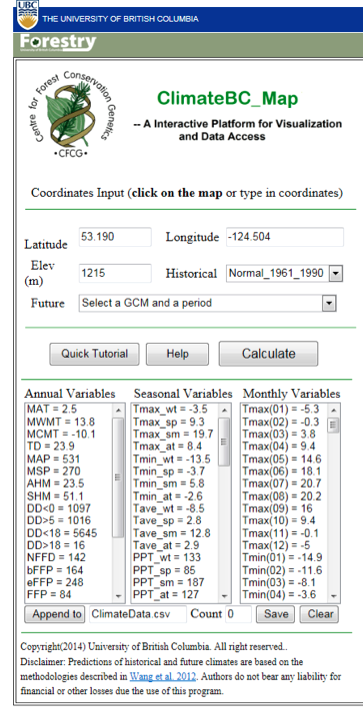 UBC
THE UNIVERSITY OF BRITISH COLUMBIA
Forestry
Centre for Forest Conservation Genetics
•CFCG•
ClimateBC_Map
-- A Interactive Platform for Visualization
and Data Access
Coordinates Input (click on the map or type in coordinates)
Latitude 53.190 Longitude -124.504
Elev (m) 1215 Historical Normal_1961_1990
Future Select a GCM and a period
Quick Tutorial Help Calculate
Annual Variables Seasonal Variables Monthly Variables
MAT = 2.5 Tmax_wt = -3.5 Tmax(01) = -5.3
MWMT = 13.8 Tmax_sp = 9.3 Tmax(02) = -0.3
MCMT = -10.1 Tmax_sm = 19.7 Tmax(03) = 3.8
TD = 23.9 Tmax_at = 8.4 Tmax(04) = 9.4
MAP = 531 Tmin_wt = -13.5 Tmax(05) = 14.6
MSP = 270 Tmin_sp = -3.7 Tmax(06) = 18.1
AHM = 23.5 Tmin_sm = 5.8 Tmax(07) = 20.7
SHM = 51.1 Tmin_at = -2.6 Tmax(08) = 20.2
DD<0 = 1097 Tave_wt = -8.5 Tmax(09) = 16
DD>5 = 1016 Tave_sp = 2.8 Tmax(10) = 9.4
DD<18 = 5645 Tave_sm = 12.8 Tmax(11) = -0.1
DD>18 = 16 Tave_at = 2.9 Tmax(12) = -5
NFFD = 142 PPT_wt = 133 Tmin(01) = -14.9
bFFP = 164 PPT_sp = 85 Tmin(02) = -11.6
eFFP = 248 PPT_sm = 187 Tmin(03) = -8.1
FFP = 84 PPT_at = 127 Tmin(04) = -3.6
Append to ClimateData.csv Count 0 Save Clear
Copyright(2014) University of British Columbia. All right reserved..
Disclaimer: Predictions of historical and future climates are based on the
methodologies described in Wang et al. 2012. Authors do not bear any liability for
financial or other losses due the use of this program.